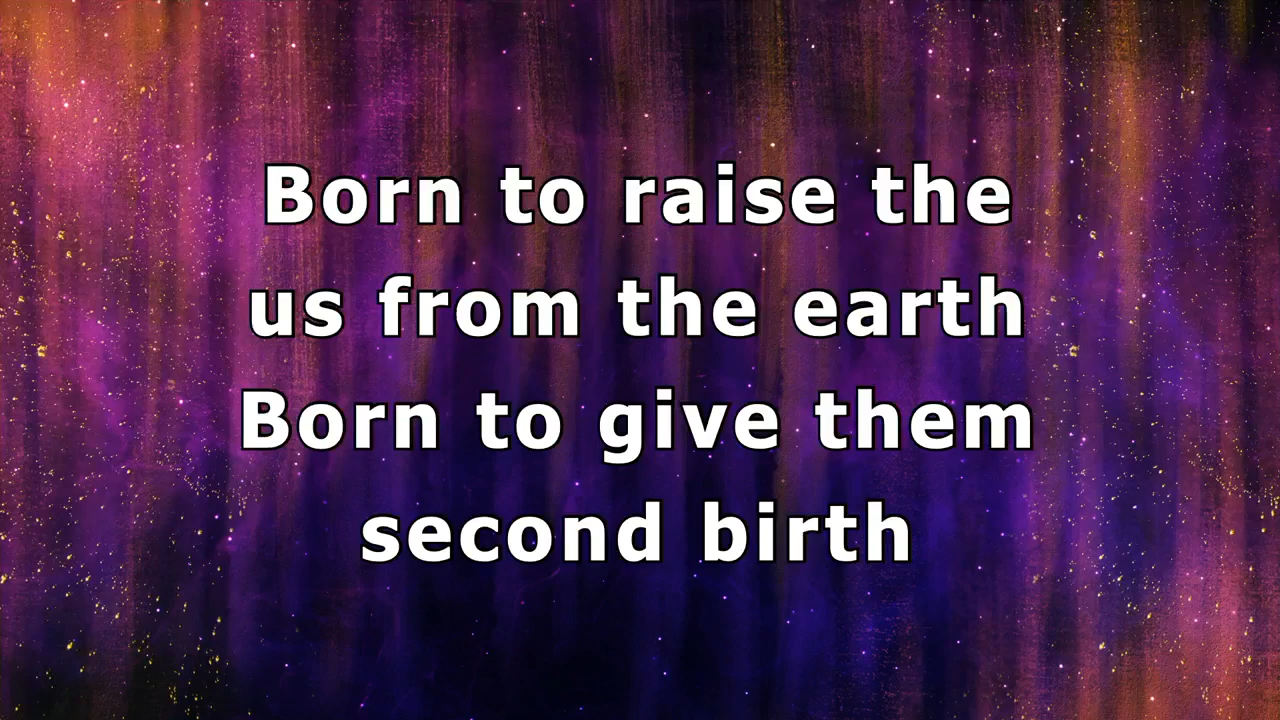 Born to raise the
us from the earth
Born to give them
second birth